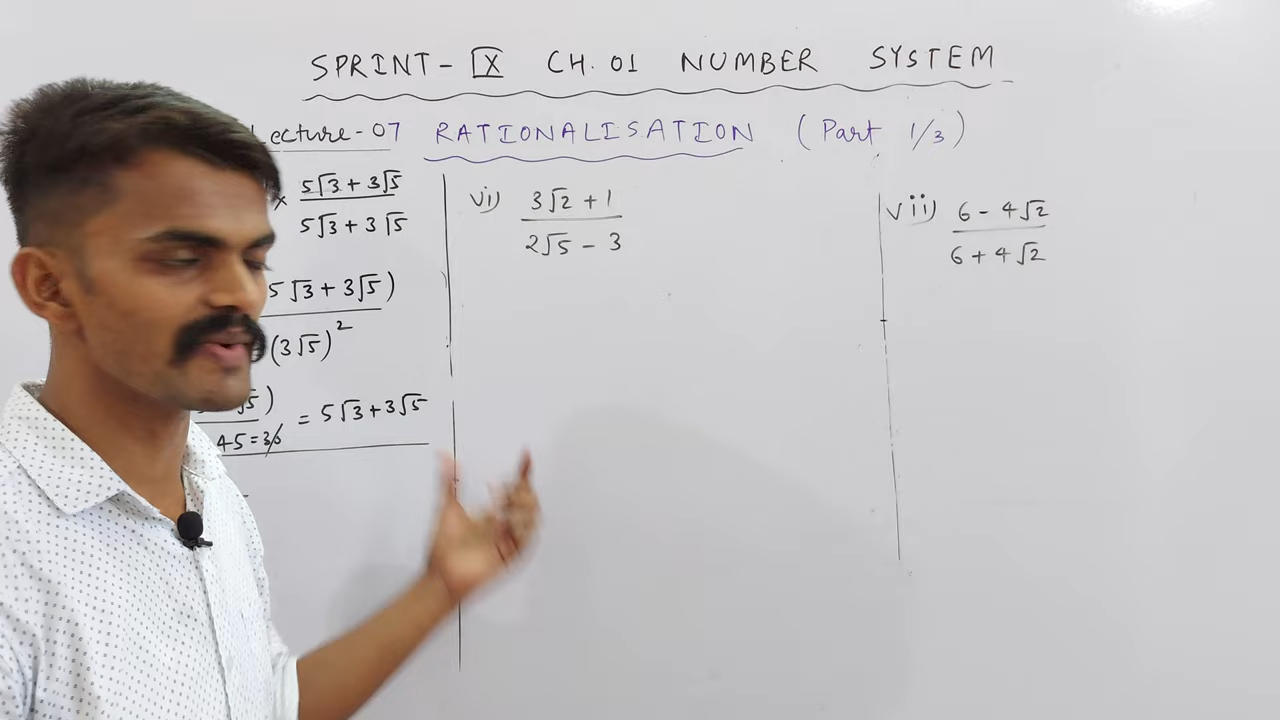 SPRINT - IX CH. 01 NUMBER SYSTEM
Lecture - 07 RATIONALISATION (Part 1/3)
× 5√3 + 3√5
5√3 + 3√5
5√3 + 3√5)
(3√5)²
√5)
45 = 30
= 5√3 + 3√5
vi) 3√2 + 1
2√5 - 3
vii) 6 - 4√2
6 + 4√2